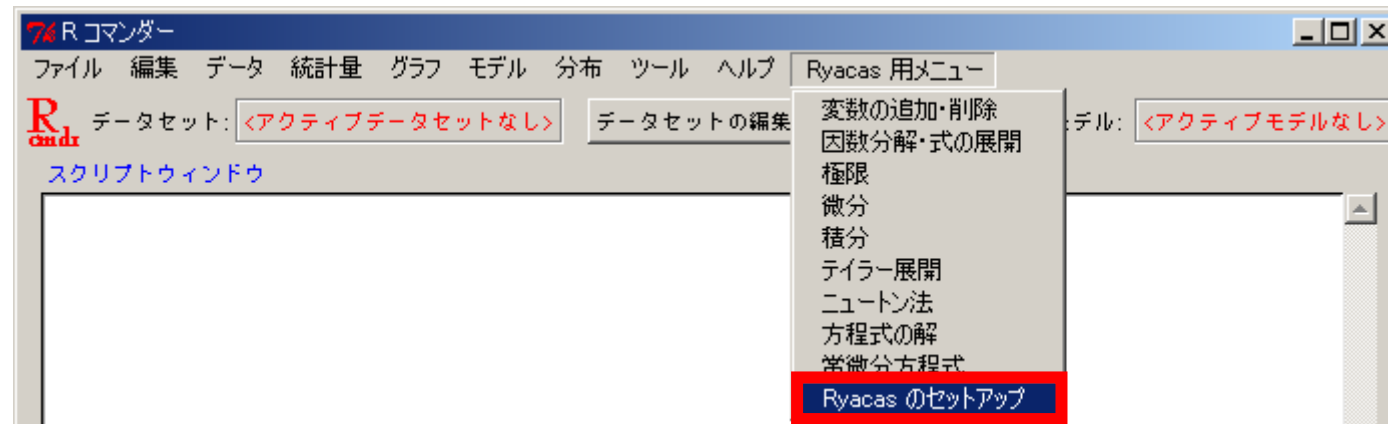 R コマンダー
ファイル 編集 データ 統計量 グラフ モデル 分布 ツール ヘルプ Ryacas 用メニュー
Rcmdr データセット: <アクティブデータセットなし> データセットの編集 デル: <アクティブモデルなし>
スクリプトウィンドウ
変数の追加・削除
因数分解・式の展開
極限
微分
積分
テイラー展開
ニュートン法
方程式の解
常微分方程式
Ryacas のセットアップ